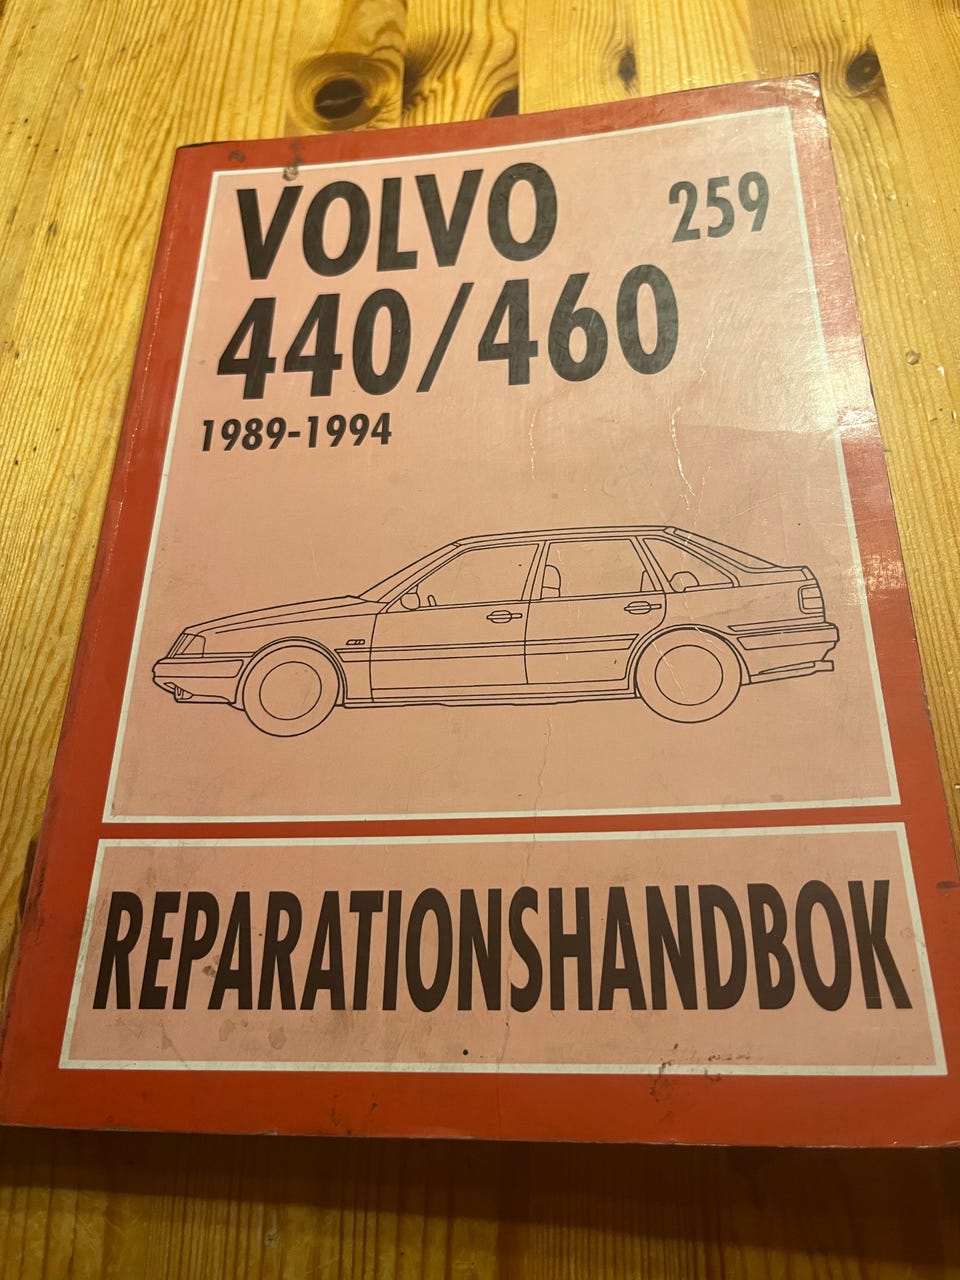 VOLVO 259
440/460
1989-1994
REPARATIONSHANDBOK